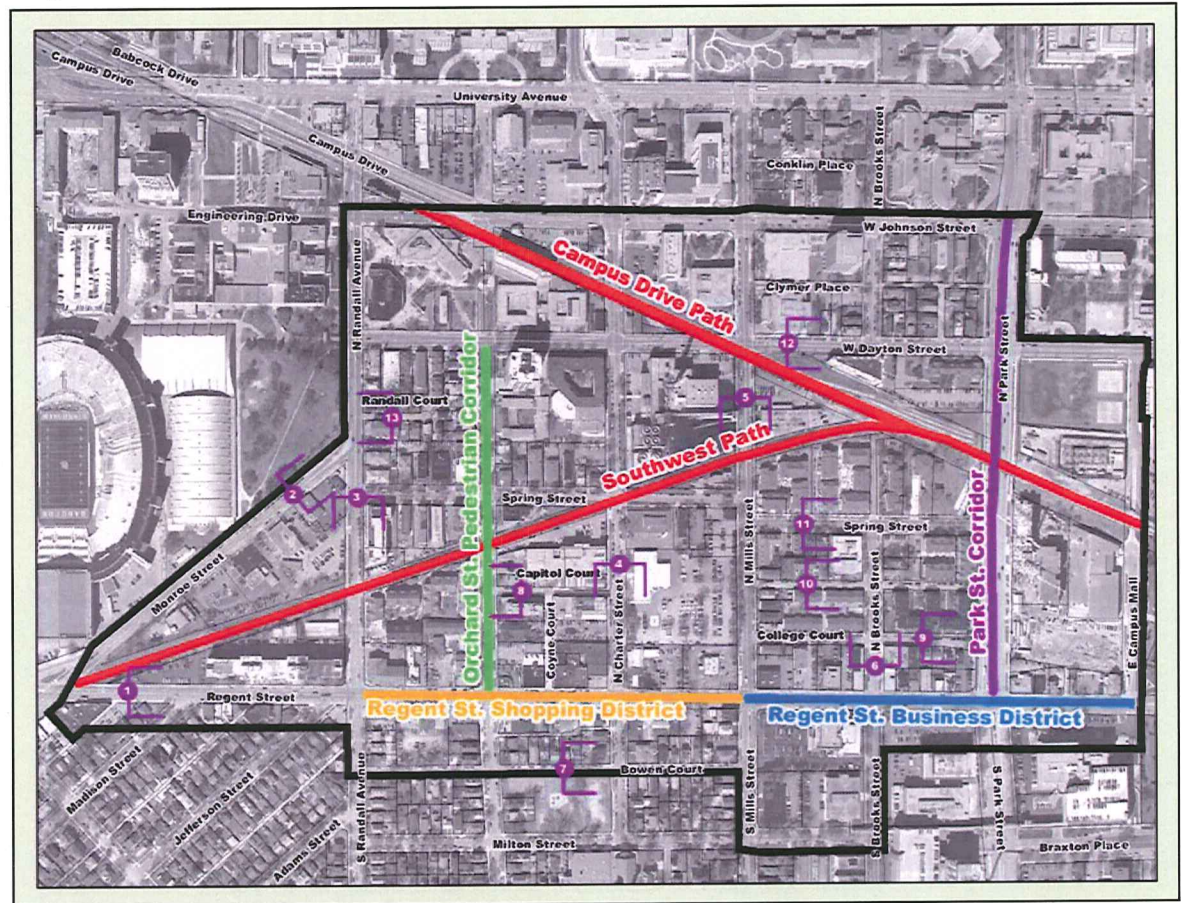 Babcock Drive
Campus Drive
University Avenue
Campus Drive
N Brooks Street
Conklin Place
Engineering Drive
W Johnson Street
N Randall Avenue
Campus Drive Path
Clymer Place
N Park Street
12
W Dayton Street
Orchard St. Pedestrian Corridor
Randall Court
13
5
Southwest Path
2
3
Spring Street
11
Spring Street
Park St. Corridor
Monroe Street
Capitol Court
4
N Mills Street
10
8
N Brooks Street
Coyne Court
N Charter Street
College Court
9
6
E Campus Mall
1
Regent Street
Regent St. Shopping District
Regent St. Business District
Madison Street
7
Bowen Court
Jefferson Street
S Randall Avenue
S Mills Street
S Brooks Street
S Park Street
Adams Street
Milton Street
Braxton Place